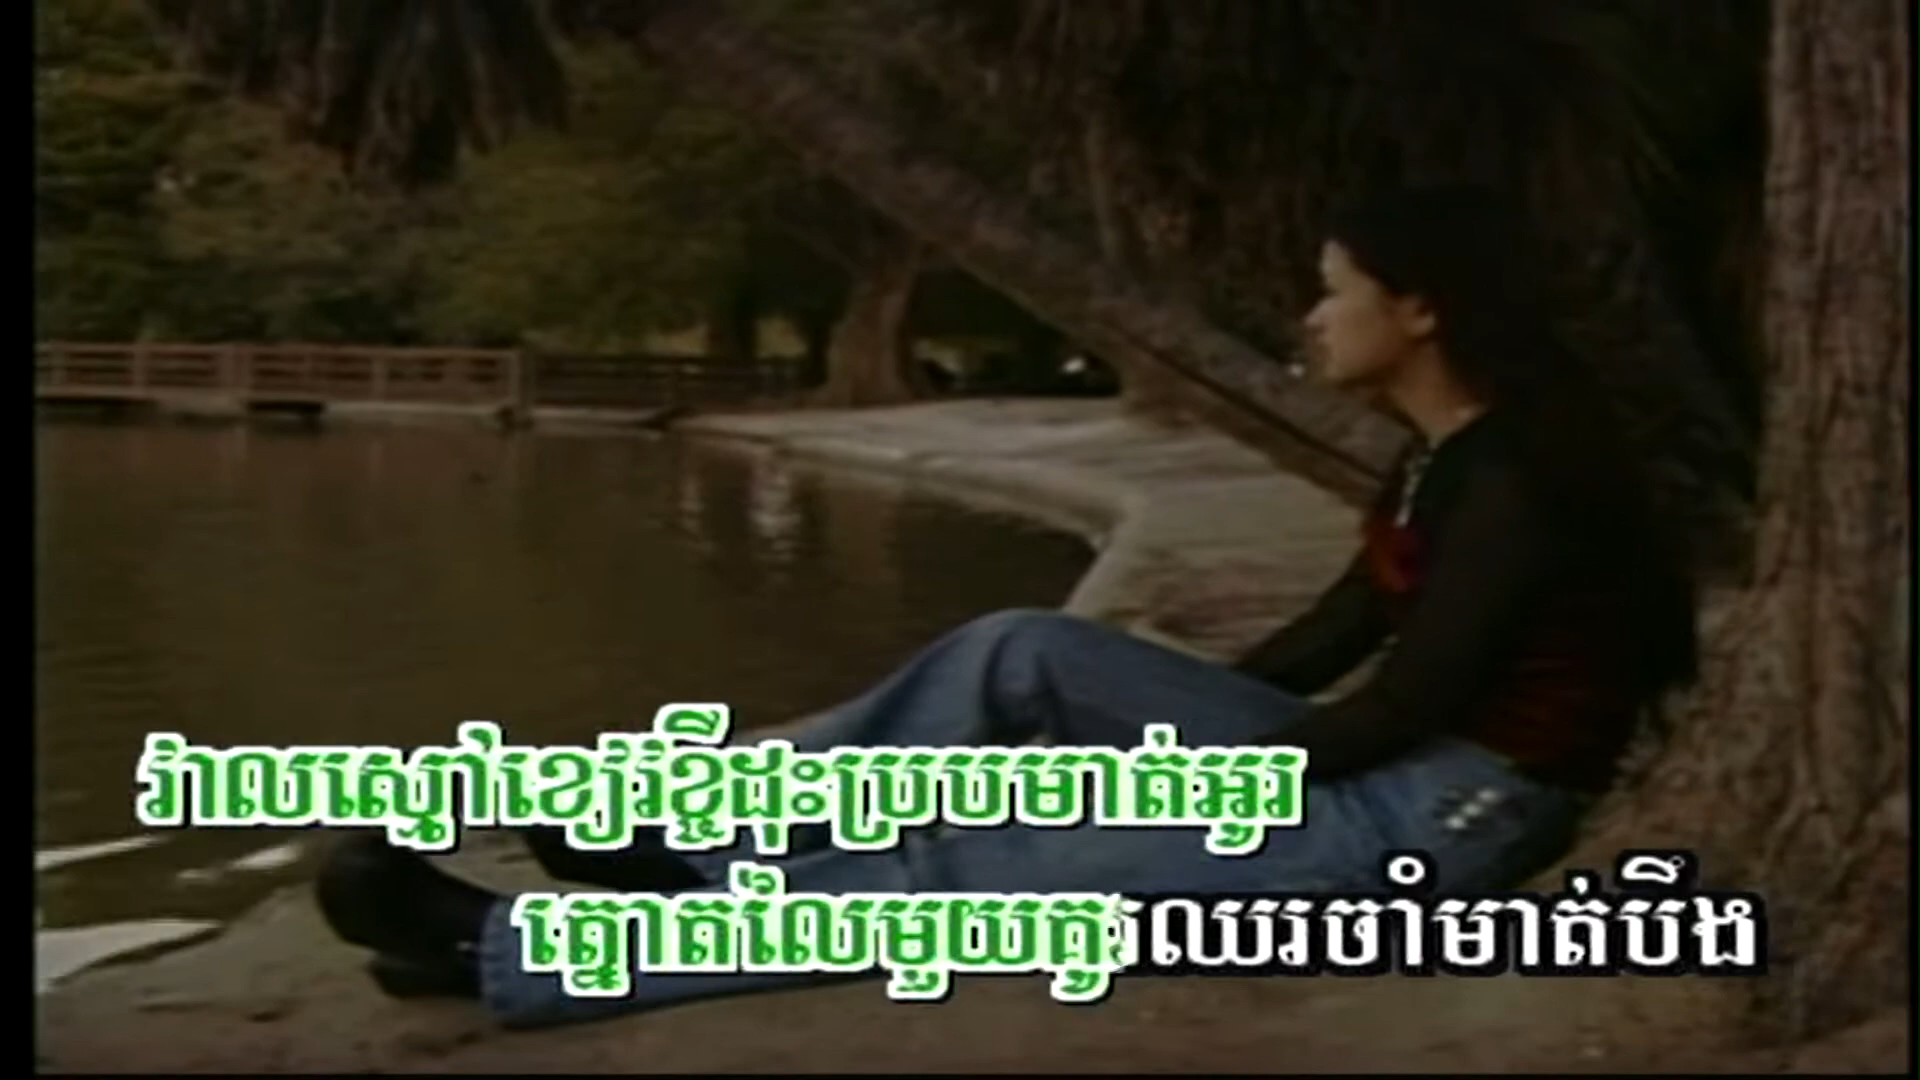 វាលស្មៅខៀវខ្ចីដុះប្របមាត់អូរ
ត្នោតលៃមួយគូរឈរចាំមាត់បឹង